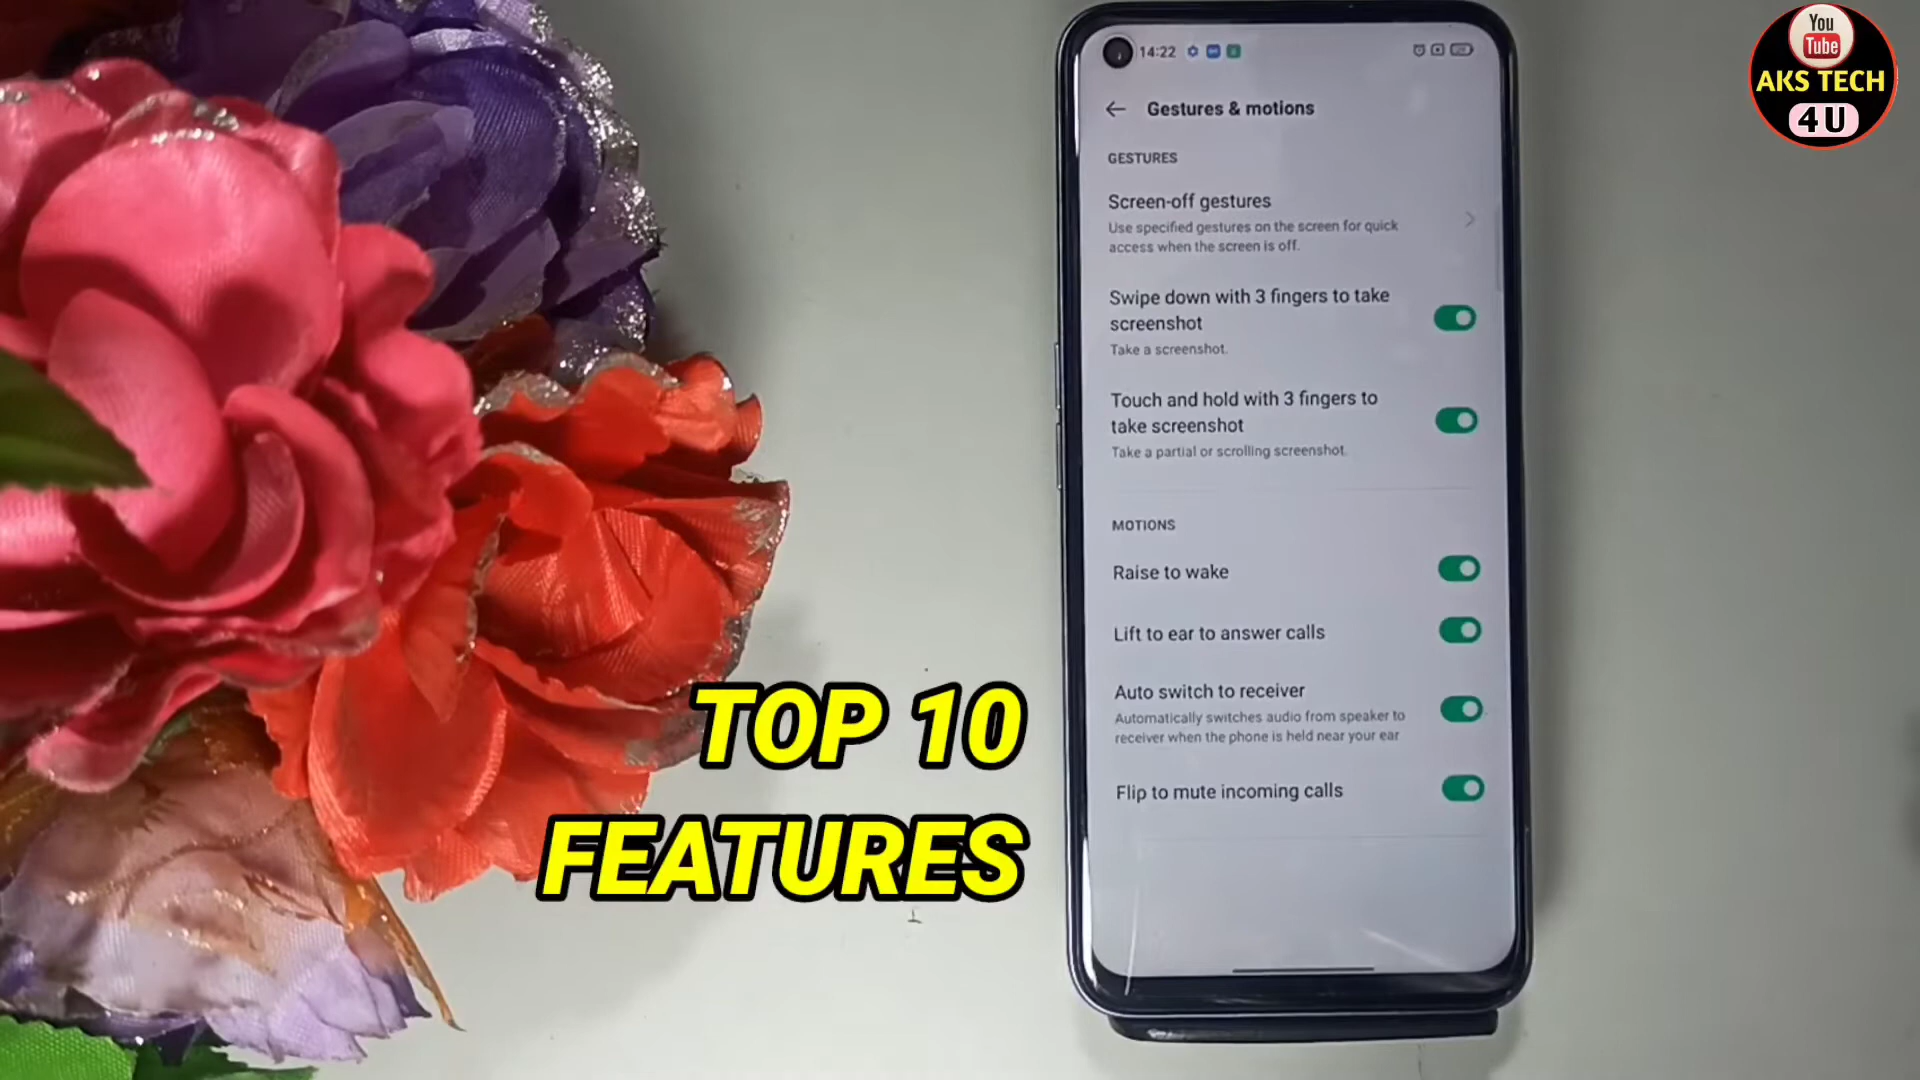 14:22
Gestures & motions
GESTURES
Screen-off gestures
Use specified gestures on the screen for quick
access when the screen is off.
Swipe down with 3 fingers to take
screenshot
Take a screenshot.
Touch and hold with 3 fingers to
take screenshot
Take a partial or scrolling screenshot.
MOTIONS
Raise to wake
Lift to ear to answer calls
Auto switch to receiver
Automatically switches audio from speaker to
receiver when the phone is held near your ear
Flip to mute incoming calls
TOP 10
FEATURES
You
Tube
AKS TECH
4U